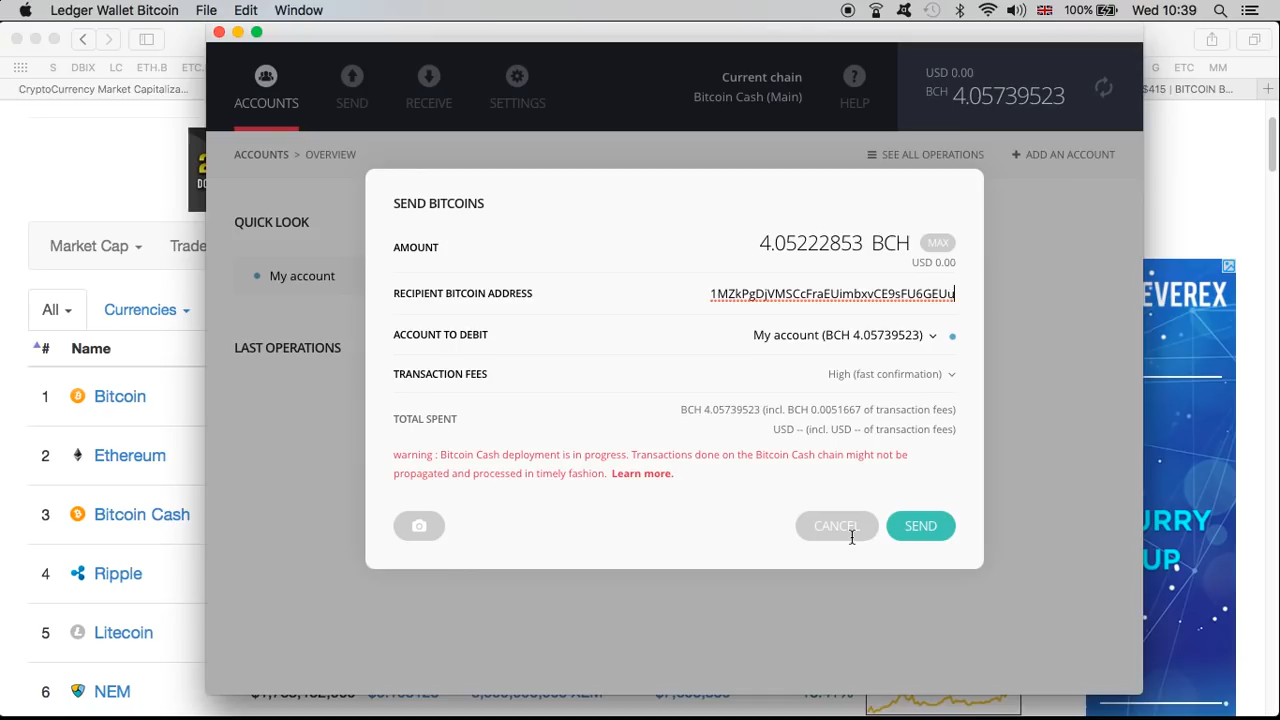 Ledger Wallet Bitcoin File Edit Window 100% Wed 10:39
S DBIX LC ETH.B ETC. G ETC MM
CryptoCurrency Market Capitaliza... $415 | BITCOIN B...
ACCOUNTS SEND RECEIVE SETTINGS
Current chain
Bitcoin Cash (Main)
? HELP
USD 0.00
BCH 4.05739523
ACCOUNTS > OVERVIEW SEE ALL OPERATIONS + ADD AN ACCOUNT
QUICK LOOK
My account
LAST OPERATIONS
SEND BITCOINS
AMOUNT 4.05222853 BCH MAX
USD 0.00
RECIPIENT BITCOIN ADDRESS 1MZkPgDjVMSCcFraEUimbxvCE9sFU6GEUu
ACCOUNT TO DEBIT My account (BCH 4.05739523)
TRANSACTION FEES High (fast confirmation)
TOTAL SPENT BCH 4.05739523 (incl. BCH 0.0051667 of transaction fees)
USD -- (incl. USD -- of transaction fees)
warning : Bitcoin Cash deployment is in progress. Transactions done on the Bitcoin Cash chain might not be
propagated and processed in timely fashion. Learn more.
CANCEL SEND
Market Cap Trade
All Currencies
# Name
1 Bitcoin
2 Ethereum
3 Bitcoin Cash
4 Ripple
5 Litecoin
6 NEM
EVEREX
URRY
UP